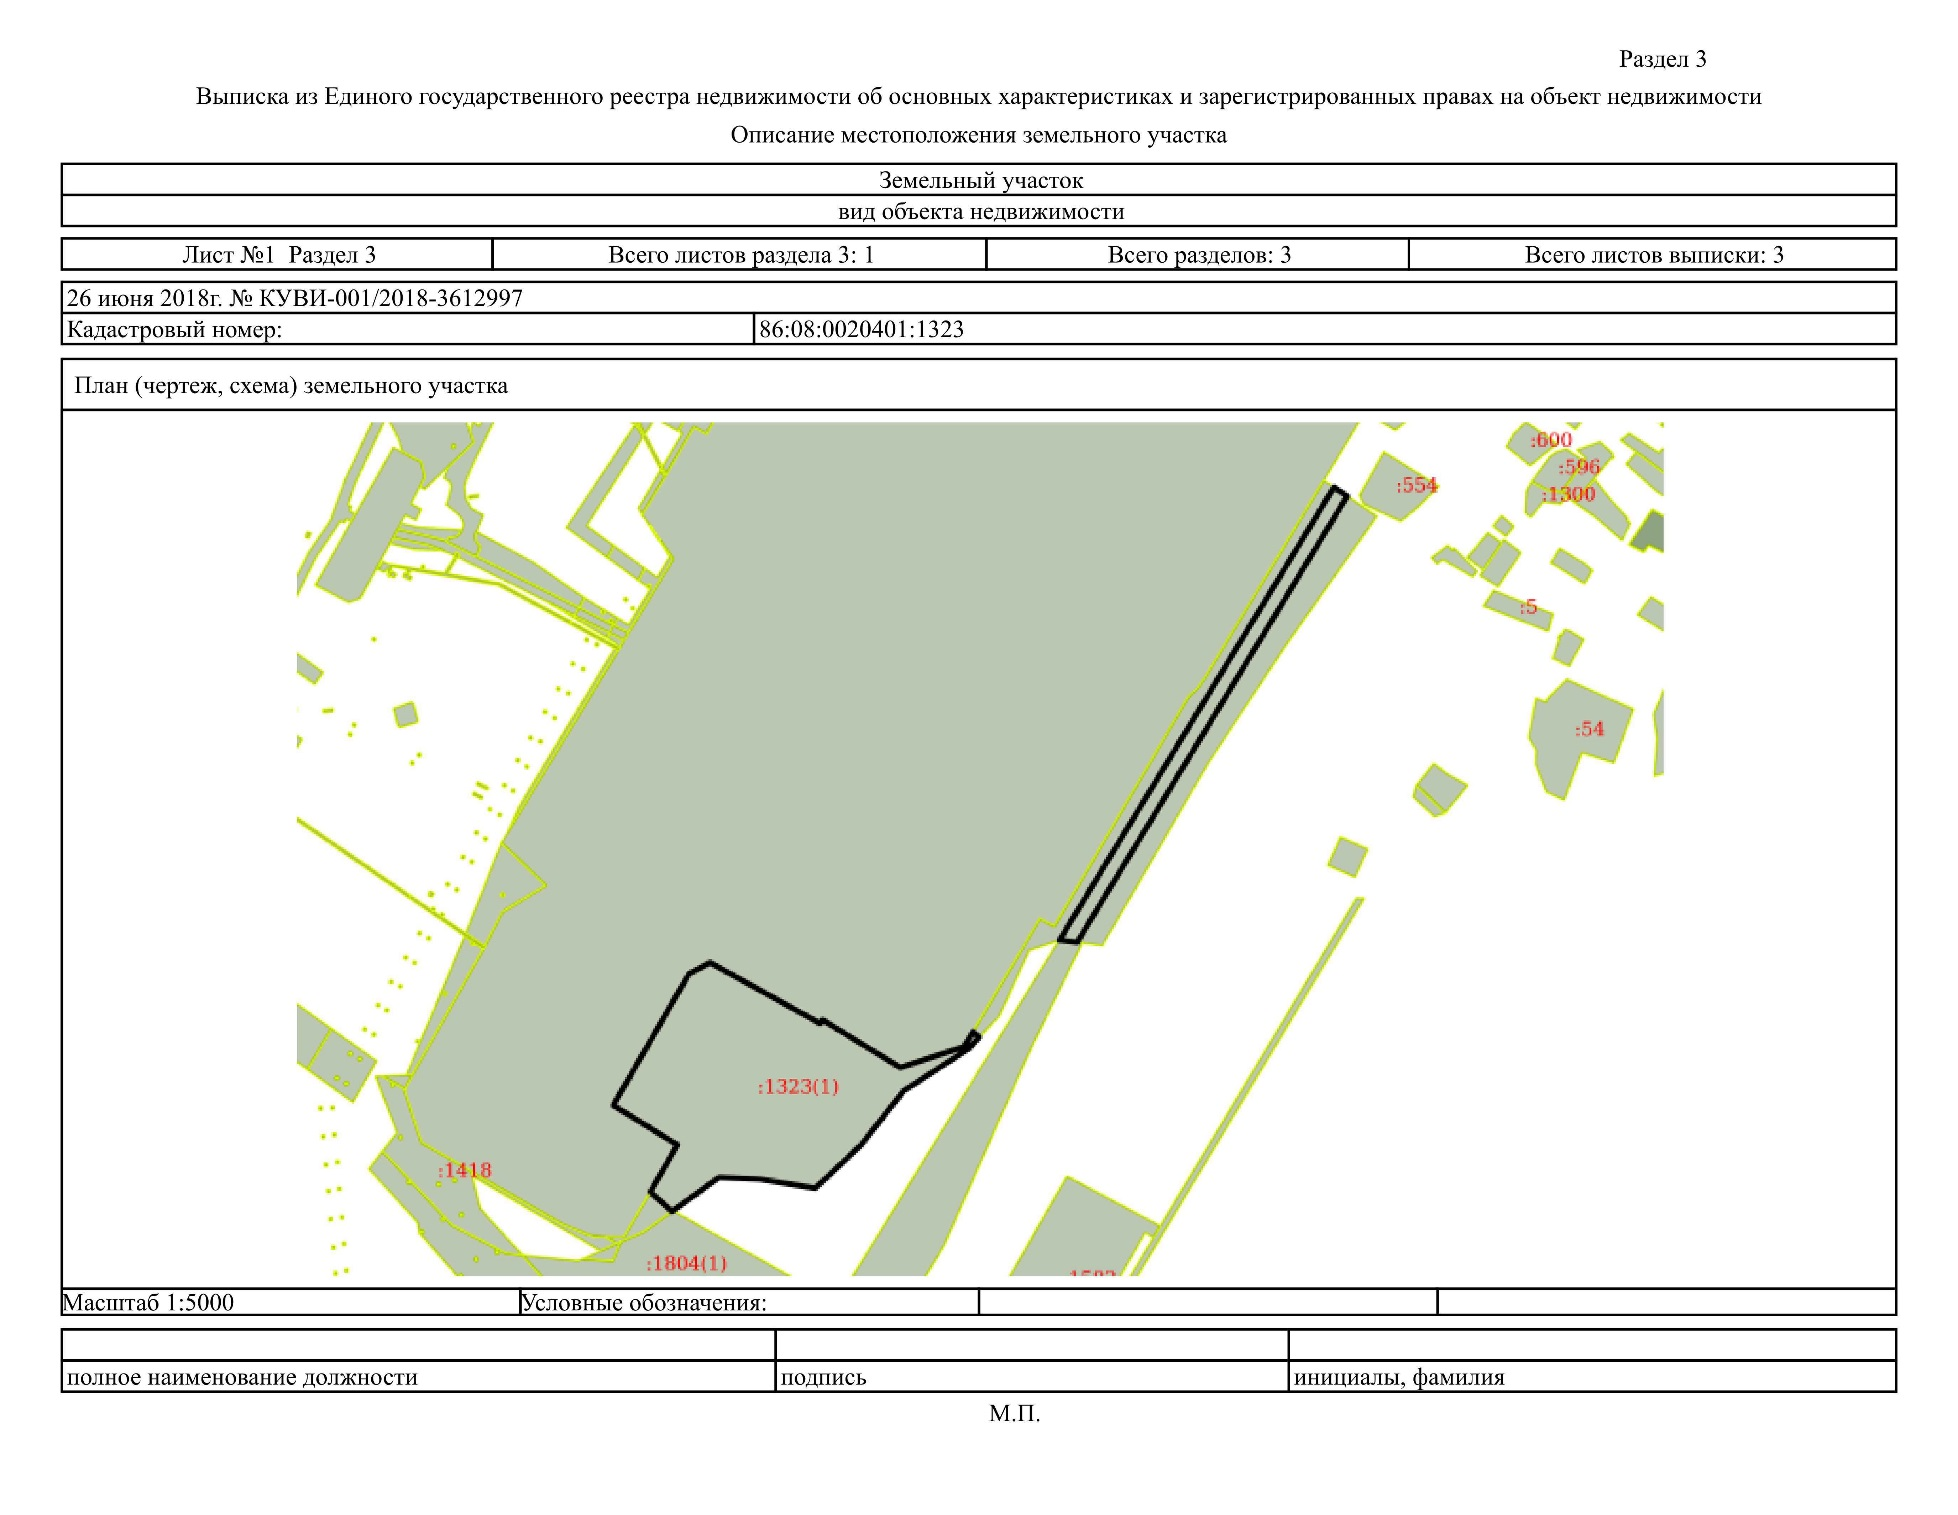 Раздел 3
Выписка из Единого государственного реестра недвижимости об основных характеристиках и зарегистрированных правах на объект недвижимости
Описание местоположения земельного участка
Земельный участок
вид объекта недвижимости
Лист №1 Раздел 3 Всего листов раздела 3: 1 Всего разделов: 3 Всего листов выписки: 3
26 июня 2018г. № КУВИ-001/2018-3612997
Кадастровый номер: 86:08:0020401:1323
План (чертеж, схема) земельного участка
:600
:596
:554
:1300
:5
:54
:1323(1)
:1418
:1804(1)
Масштаб 1:5000 Условные обозначения:
полное наименование должности подпись инициалы, фамилия
М.П.